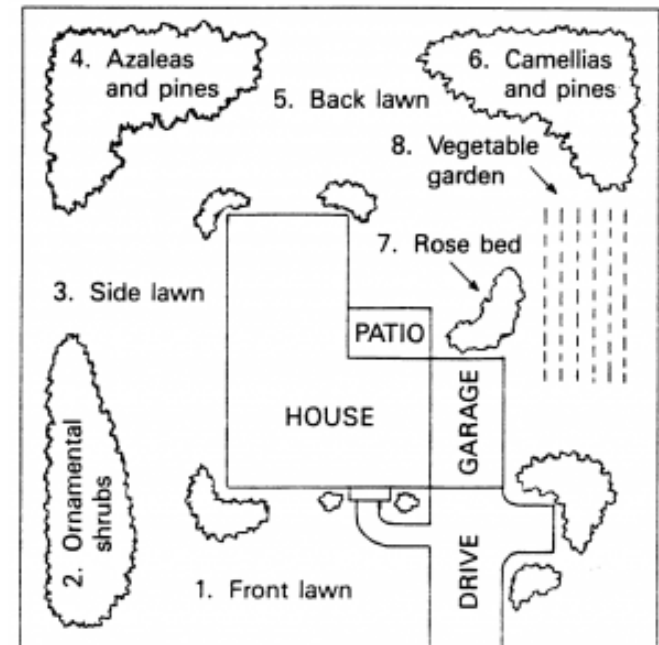 4. Azaleas
and pines
6. Camellias
and pines
5. Back lawn
8. Vegetable
garden
7. Rose bed
3. Side lawn
PATIO
HOUSE
GARAGE
2. Ornamental
shrubs
1. Front lawn
DRIVE